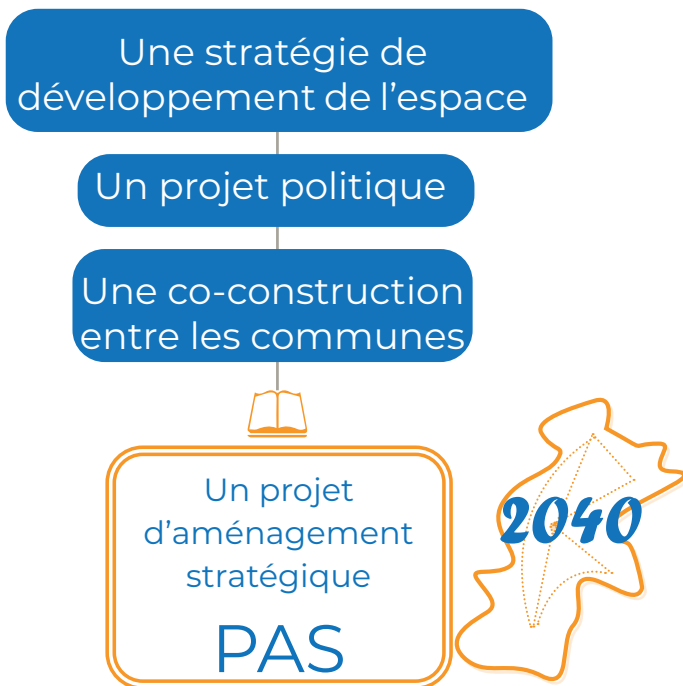 Une stratégie de
développement de l’espace
Un projet politique
Une co-construction
entre les communes
Un projet
d’aménagement
stratégique
PAS
2040